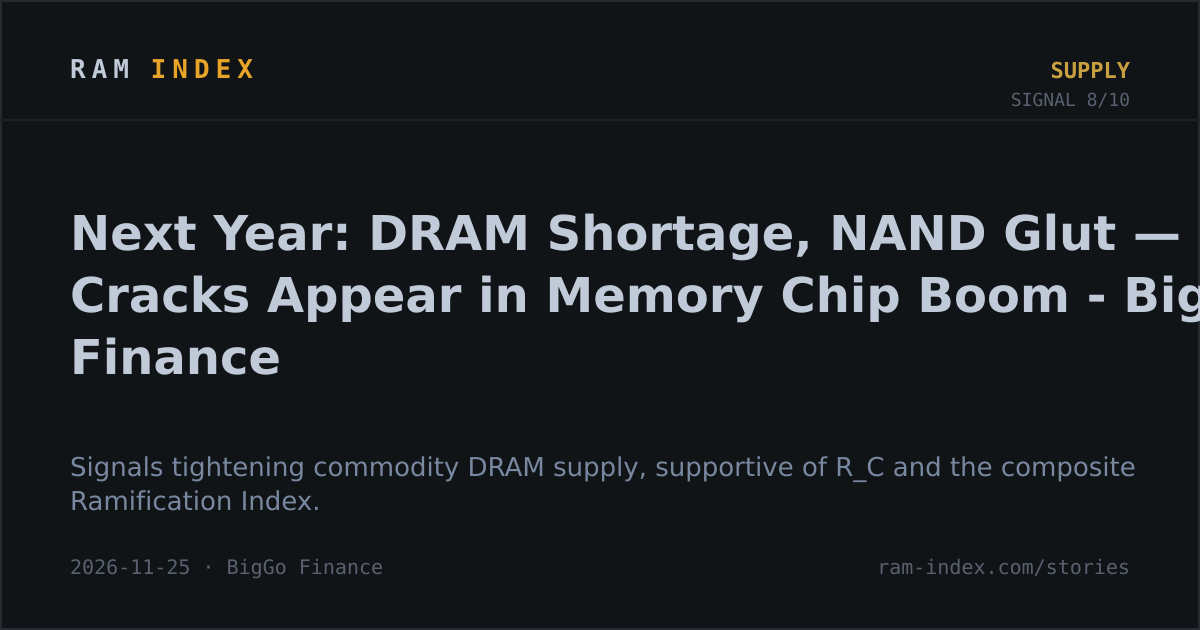 RAM INDEX
SUPPLY
SIGNAL 8/10
Next Year: DRAM Shortage, NAND Glut —
Cracks Appear in Memory Chip Boom - Big
Finance
Signals tightening commodity DRAM supply, supportive of R_C and the composite
Ramification Index.
2026-11-25 · BigGo Finance
ram-index.com/stories